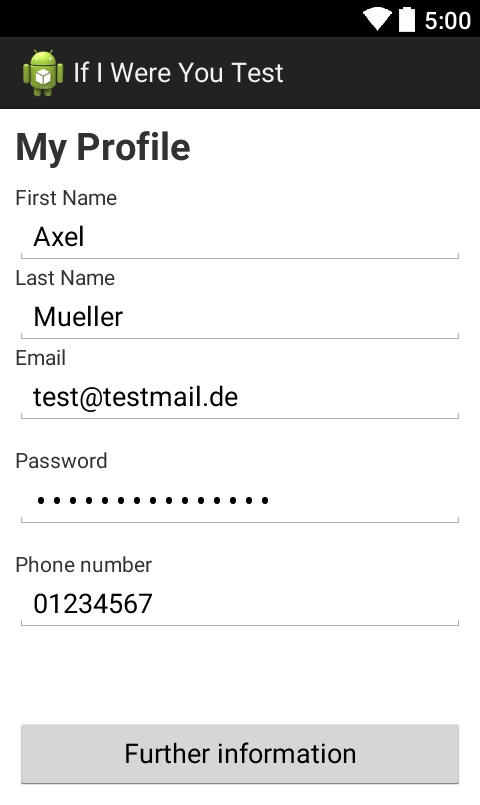 5:00
If I Were You Test
My Profile
First Name
Axel
Last Name
Mueller
Email
test@testmail.de
Password
•••••••••••••••
Phone number
01234567
Further information